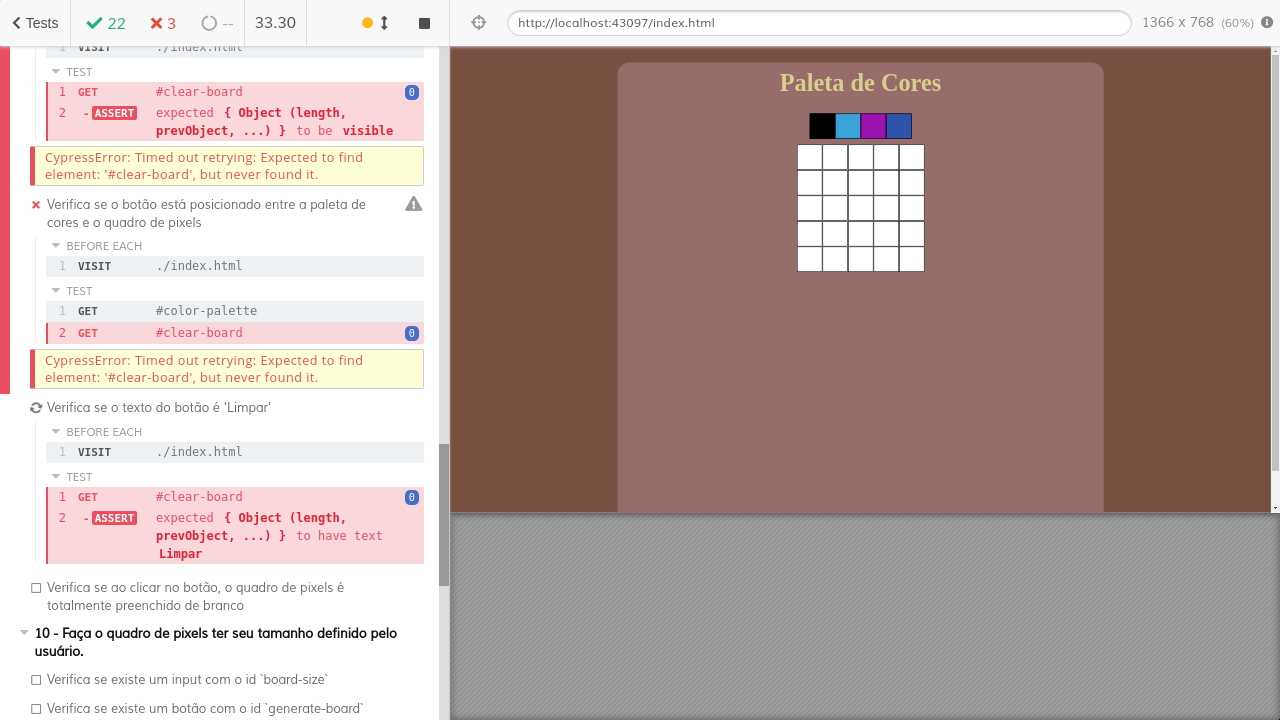 Tests 22 3 -- 33.30
http://localhost:43097/index.html 1366 x 768 (60%)
1 VISIT ./index.html
TEST
1 GET #clear-board 0
2 -ASSERT expected { Object (length,
prevObject, ...) } to be visible
CypressError: Timed out retrying: Expected to find
element: '#clear-board', but never found it.
Verifica se o botão está posicionado entre a paleta de
cores e o quadro de pixels
BEFORE EACH
1 VISIT ./index.html
TEST
1 GET #color-palette
2 GET #clear-board 0
CypressError: Timed out retrying: Expected to find
element: '#clear-board', but never found it.
Verifica se o texto do botão é 'Limpar'
BEFORE EACH
1 VISIT ./index.html
TEST
1 GET #clear-board 0
2 -ASSERT expected { Object (length,
prevObject, ...) } to have text
Limpar
Verifica se ao clicar no botão, o quadro de pixels é
totalmente preenchido de branco
10 - Faça o quadro de pixels ter seu tamanho definido pelo
usuário.
Verifica se existe um input com o id `board-size`
Verifica se existe um botão com o id `generate-board`
Paleta de Cores